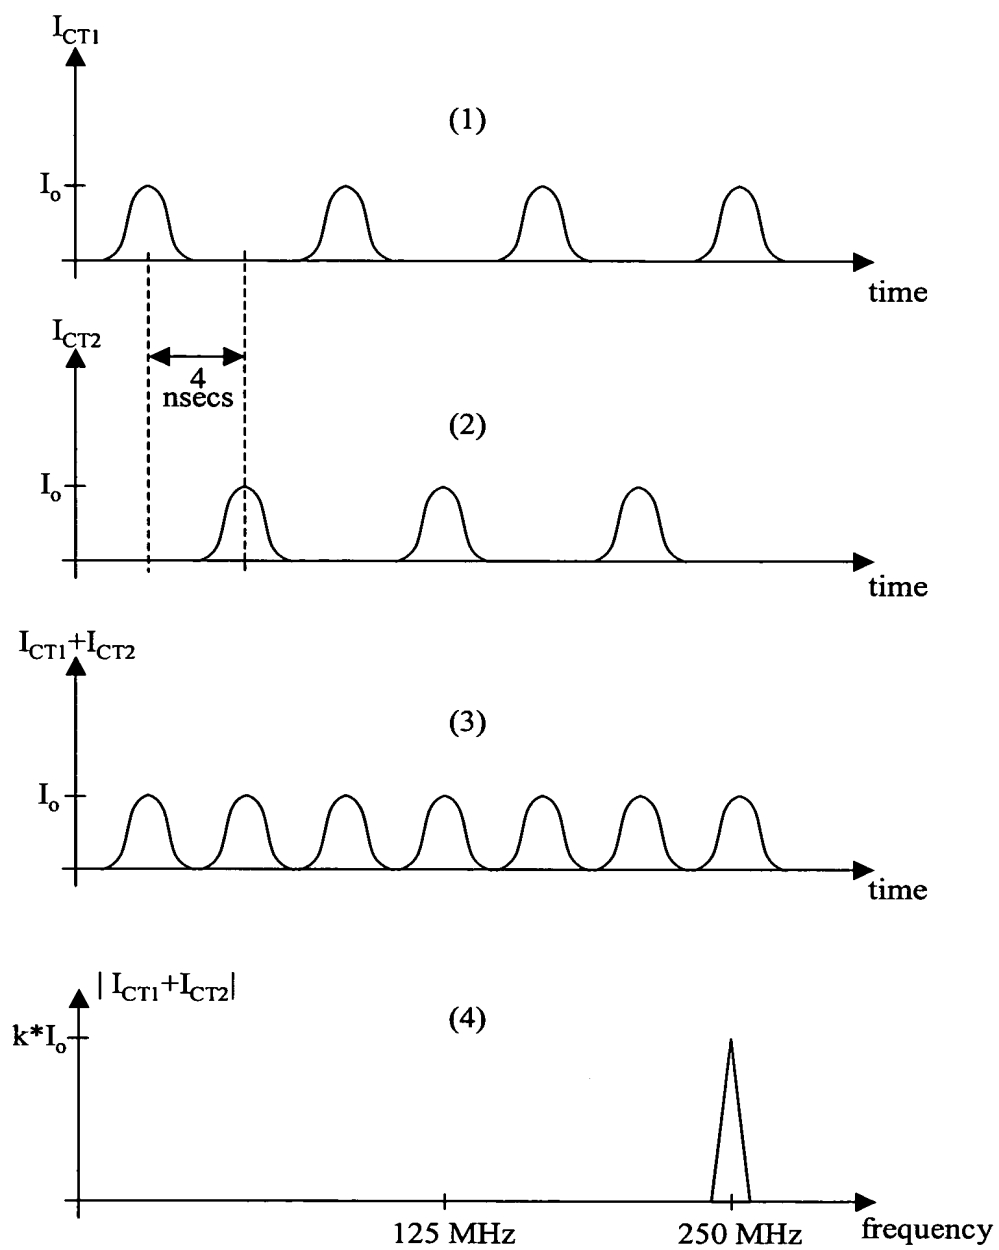 I_CT1
(1)
I_o
time
I_CT2
4
nsecs
(2)
I_o
time
I_CT1+I_CT2
(3)
I_o
time
| I_CT1+I_CT2|
(4)
k*I_o
125 MHz
250 MHz
frequency